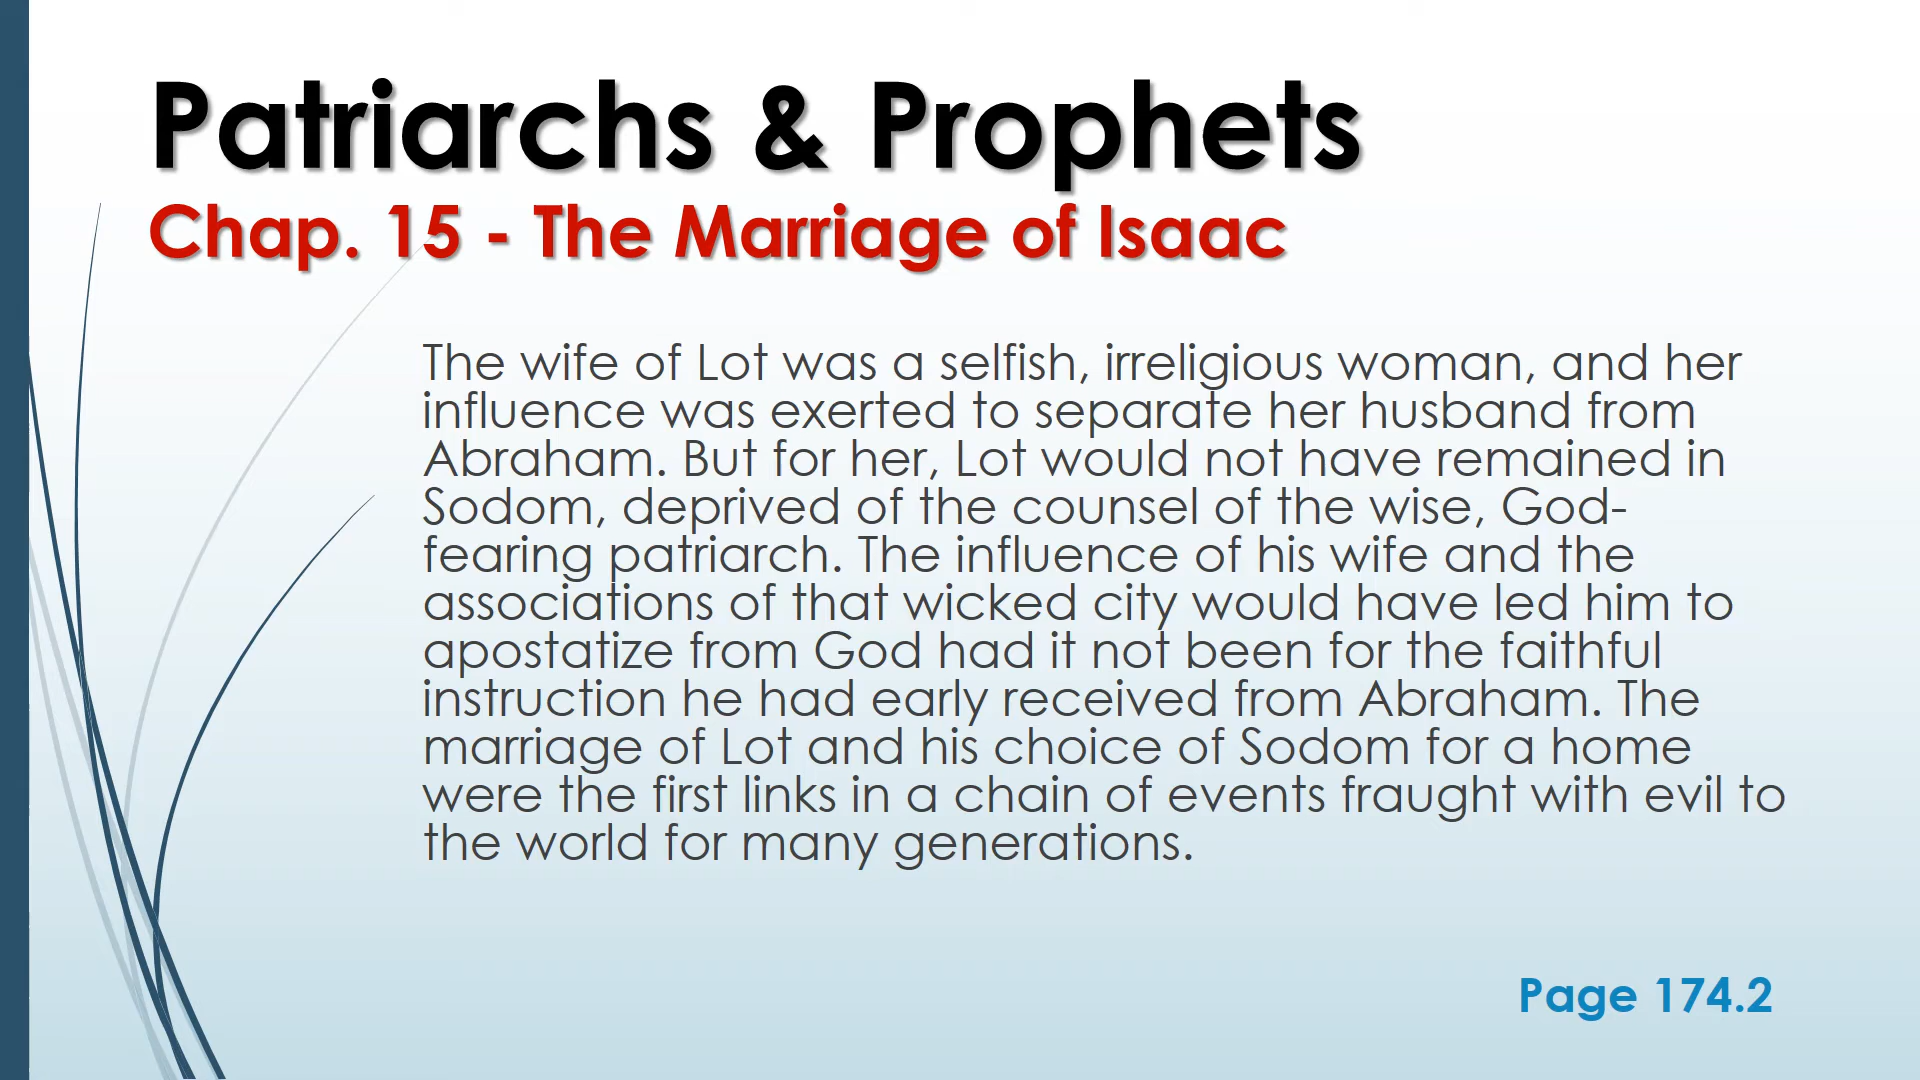 Patriarchs & Prophets
Chap. 15 - The Marriage of Isaac
The wife of Lot was a selfish, irreligious woman, and her
influence was exerted to separate her husband from
Abraham. But for her, Lot would not have remained in
Sodom, deprived of the counsel of the wise, God-
fearing patriarch. The influence of his wife and the
associations of that wicked city would have led him to
apostatize from God had it not been for the faithful
instruction he had early received from Abraham. The
marriage of Lot and his choice of Sodom for a home
were the first links in a chain of events fraught with evil to
the world for many generations.
Page 174.2